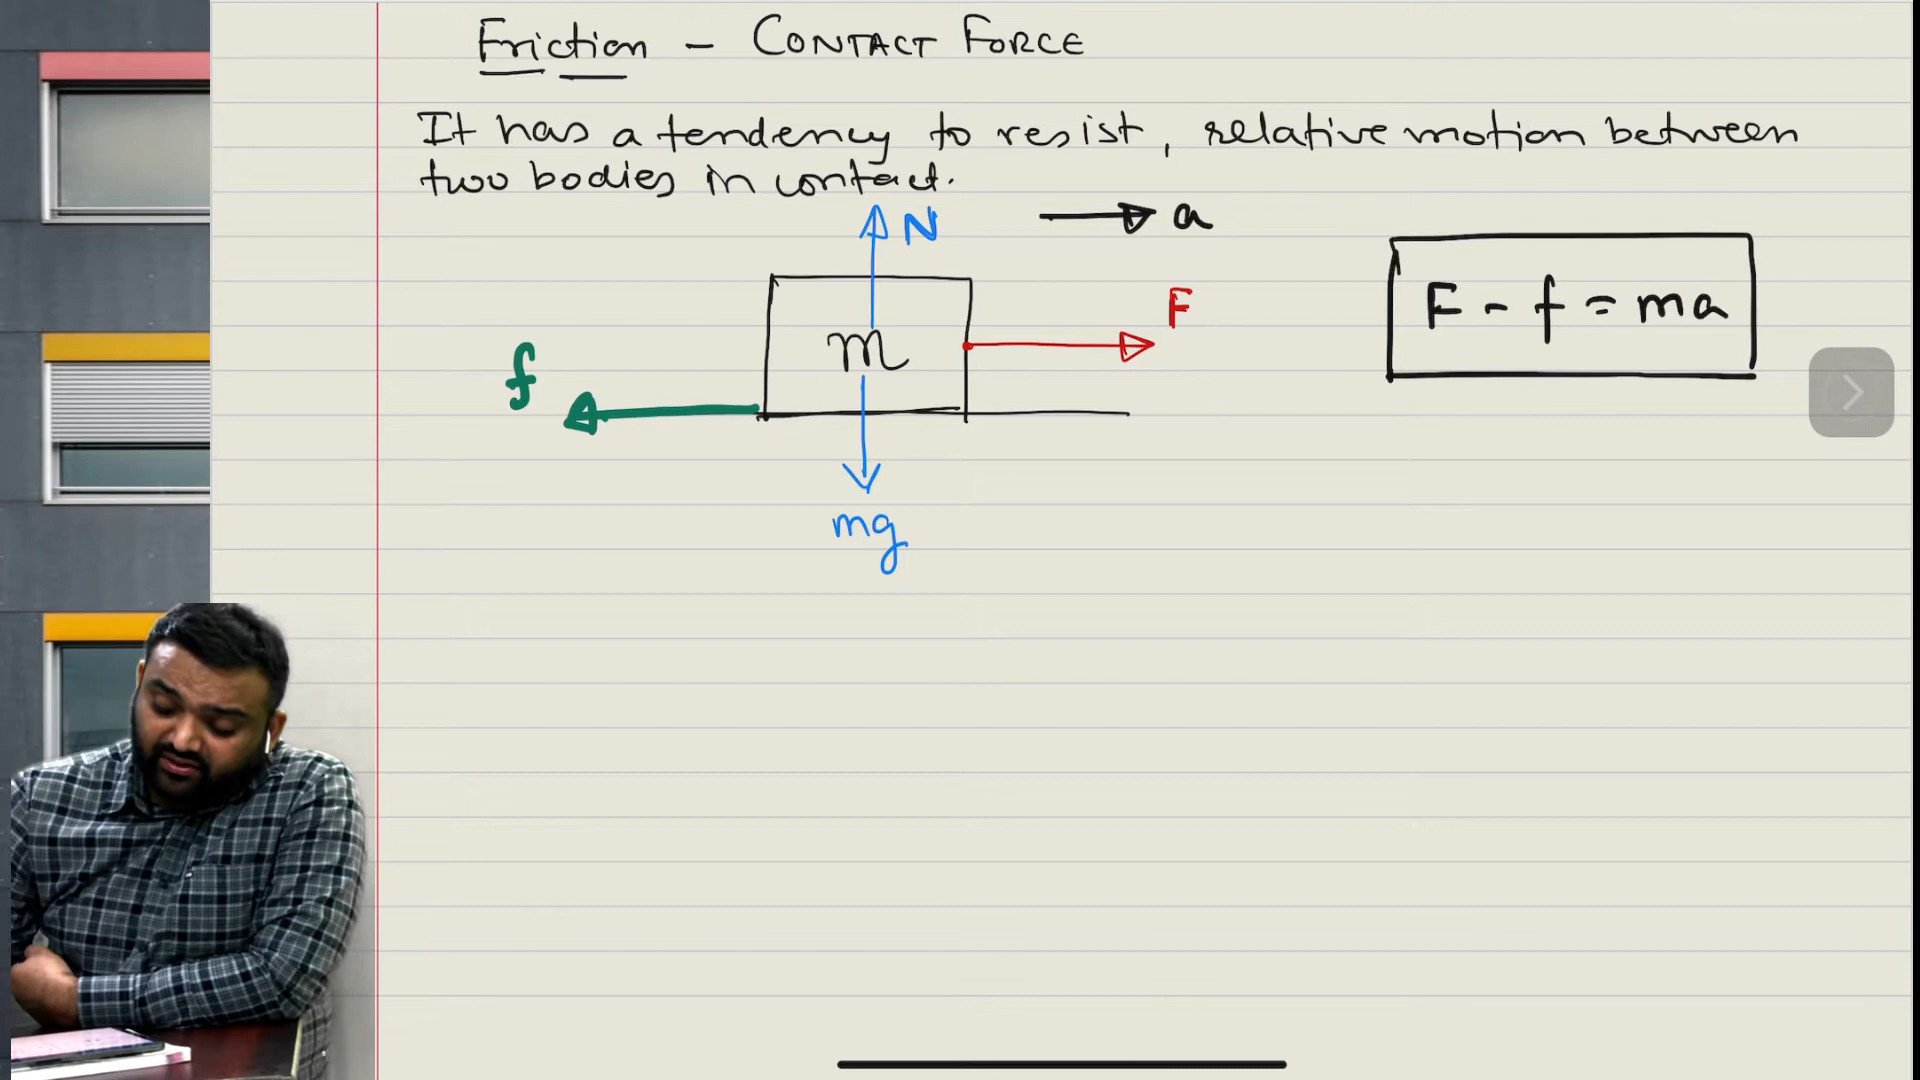 Friction - CONTACT FORCE
It has a tendency to resist, relative motion between
two bodies in contact.
N
a
F
F - f = ma
m
f
mg